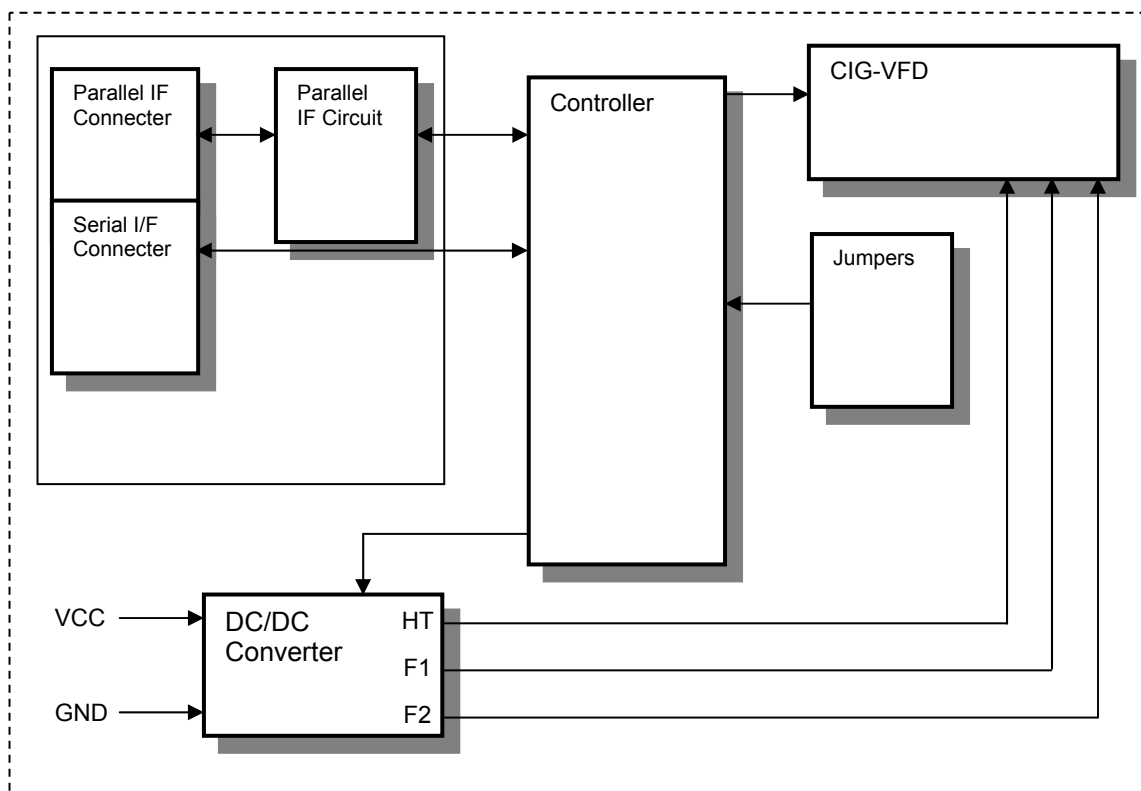 Parallel IF
Connecter
Parallel
IF Circuit
Controller
CIG-VFD
Serial I/F
Connecter
Jumpers
VCC
GND
DC/DC
Converter
HT
F1
F2